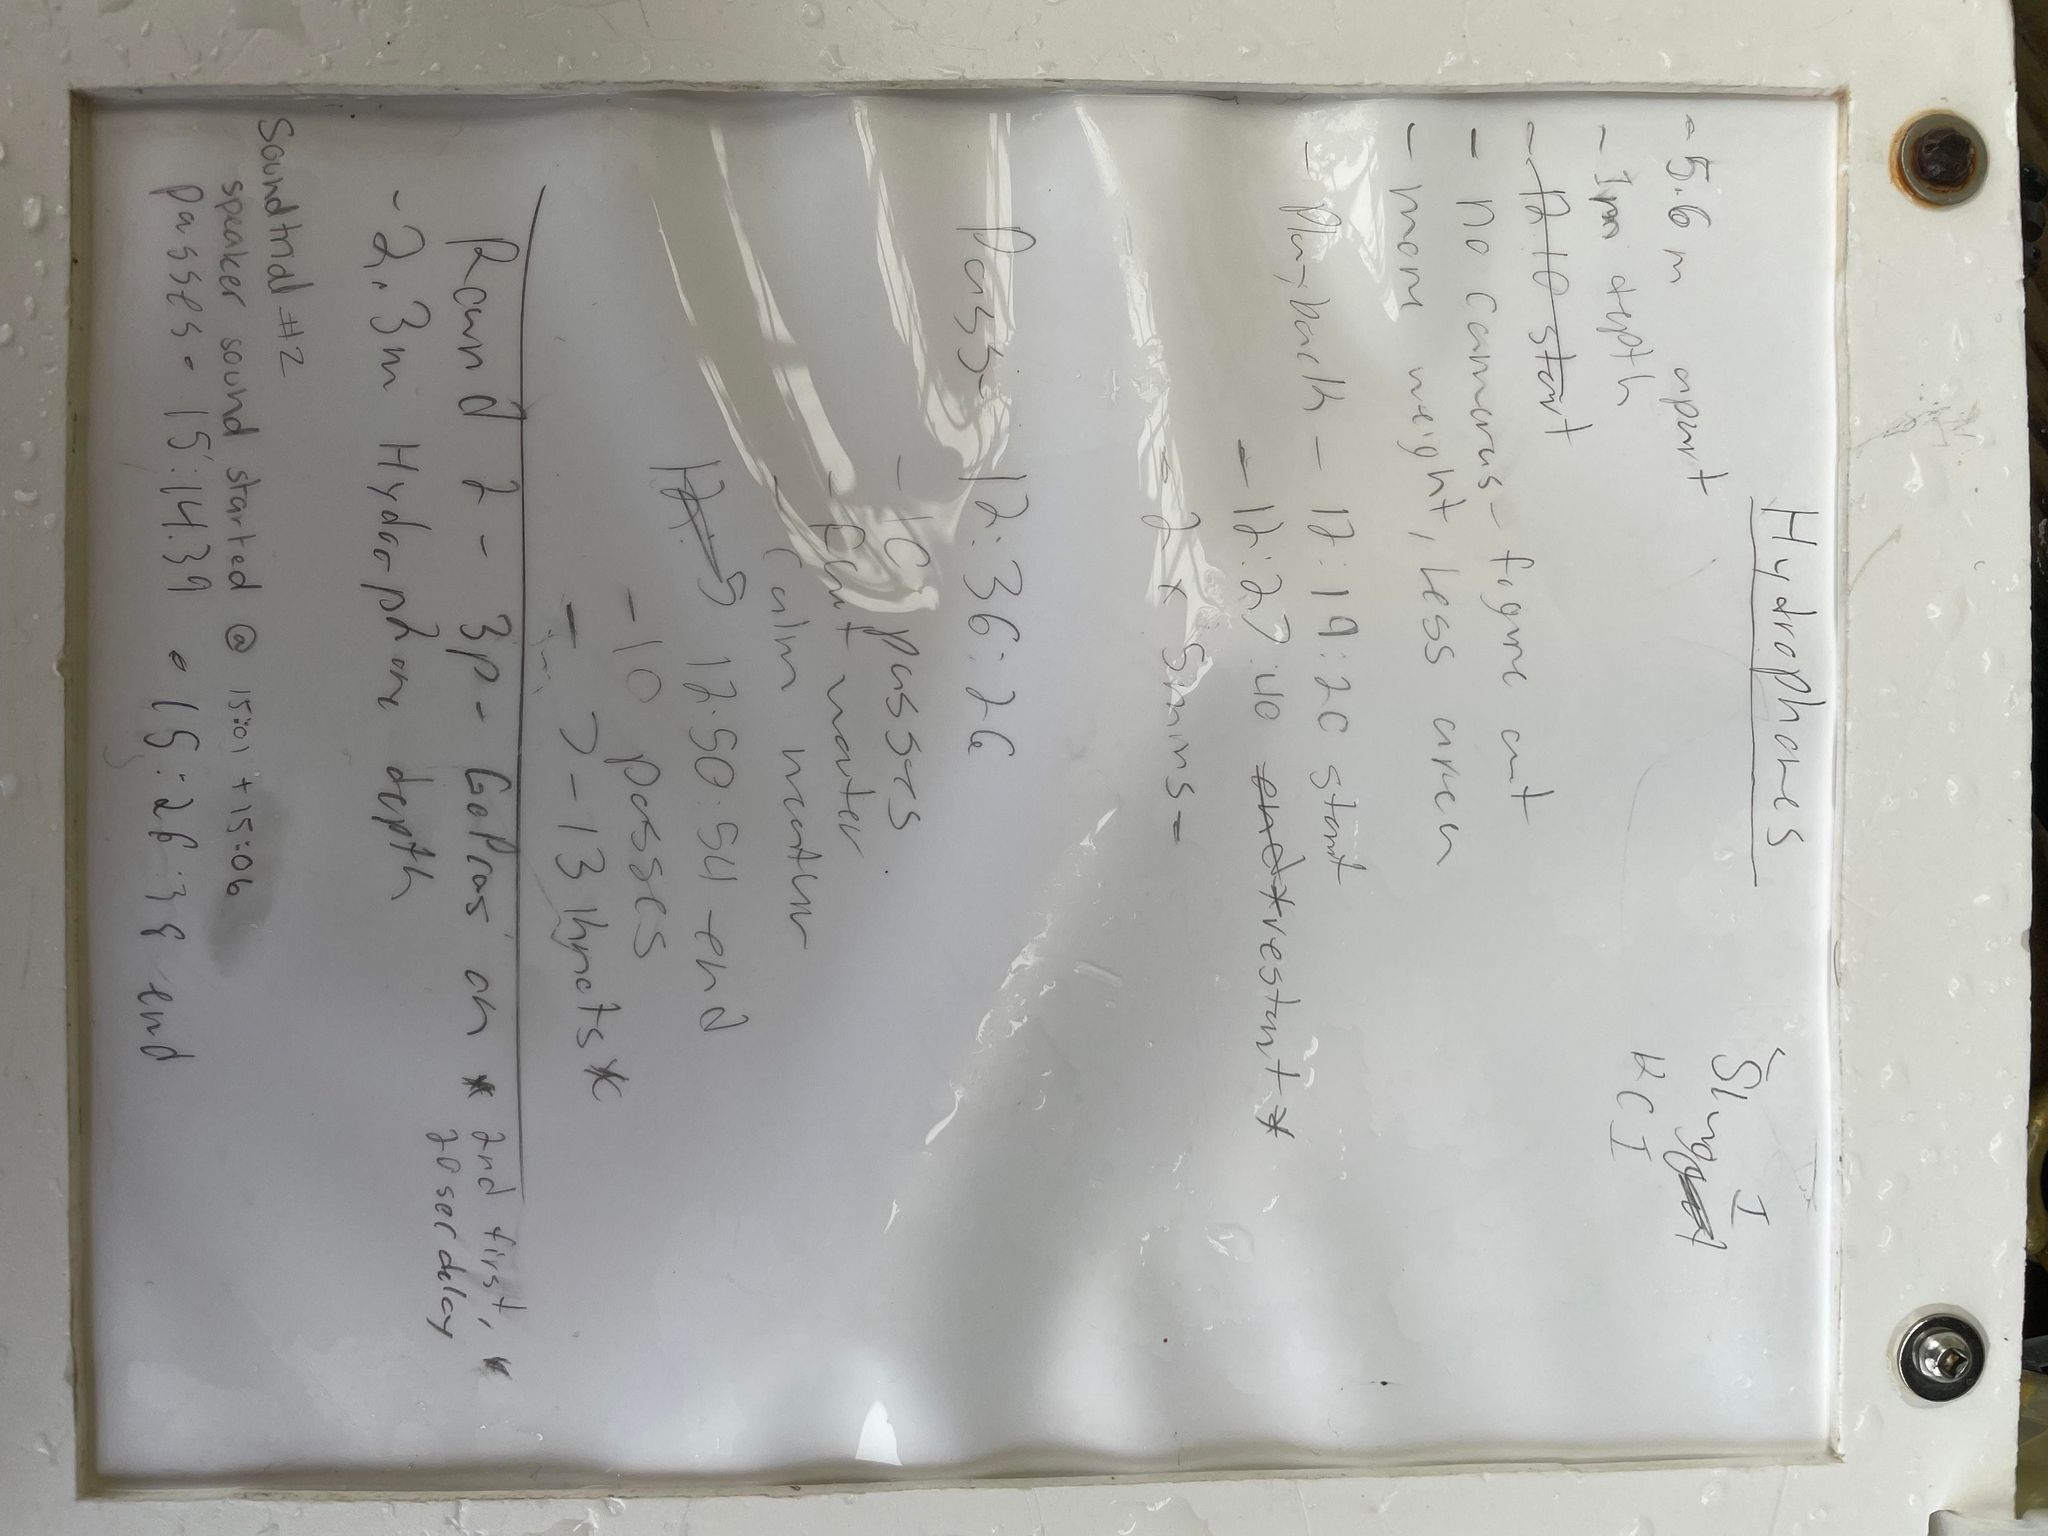 Hydrophones
I
Slug
KCI
- 5.6 m apart
- 1m depth
- 12 10 start
- no cameras - figure out
- more weight, Less area
- Playback - 12:19:20 start
- 12:27:40 end *restart *
- 2 x 5mins -
Pass - 12:36:26
- 10 passes
- flat water
- calm weather
12:5 12:50:54 end
- 10 passes
- 7-13 knots *
Round 2 - 3p - GoPros on * 2nd first, *
20 sec delay
- 2.3m Hydrophone depth
Soundtrial #2
speaker sound started @ 15:01 + 15:06
passes - 15:14.39 - 15:26:38 end